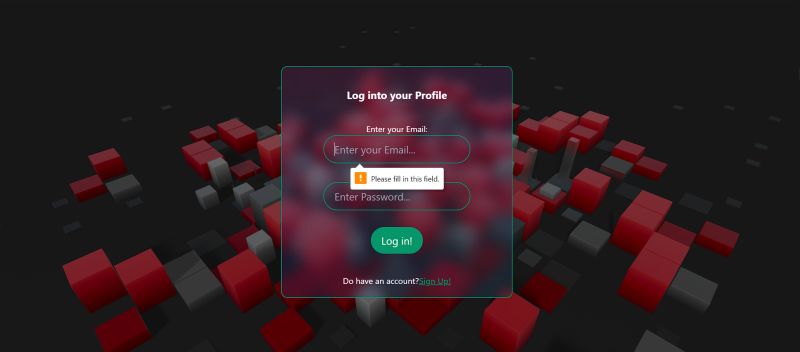 Log into your Profile
Enter your Email:
Enter your Email...
Please fill in this field.
Enter Password...
Log in!
Do have an account?Sign Up!